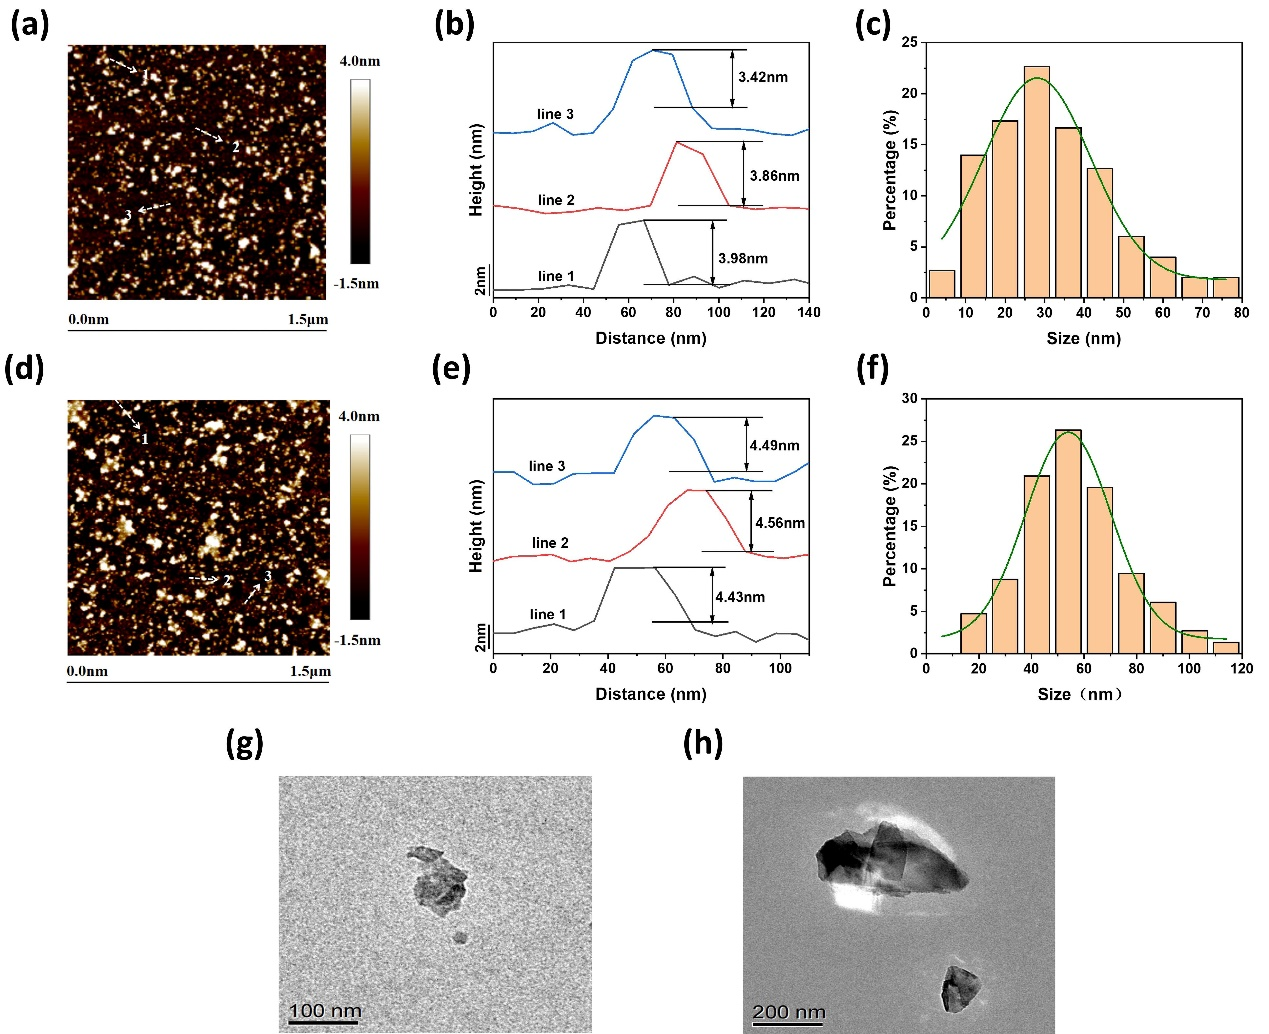 (a)
4.0nm
-1.5nm
0.0nm 1.5μm
1
2
3
(b)
Height (nm)
2nm
line 3
3.42nm
line 2
3.86nm
line 1
3.98nm
0 20 40 60 80 100 120 140
Distance (nm)
(c)
Percentage (%)
25
20
15
10
5
0
0 10 20 30 40 50 60 70 80
Size (nm)
(d)
4.0nm
-1.5nm
0.0nm 1.5μm
1
2
3
(e)
Height (nm)
2nm
line 3
4.49nm
line 2
4.56nm
line 1
4.43nm
0 20 40 60 80 100
Distance (nm)
(f)
Percentage (%)
30
25
20
15
10
5
0
0 20 40 60 80 100 120
Size（nm）
(g)
100 nm
(h)
200 nm